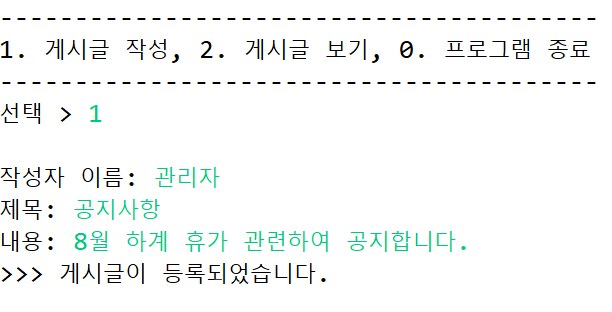 -----------------------------------------
1. 게시글 작성, 2. 게시글 보기, 0. 프로그램 종료
-----------------------------------------
선택 > 1
작성자 이름: 관리자
제목: 공지사항
내용: 8월 하계 휴가 관련하여 공지합니다.
>>> 게시글이 등록되었습니다.